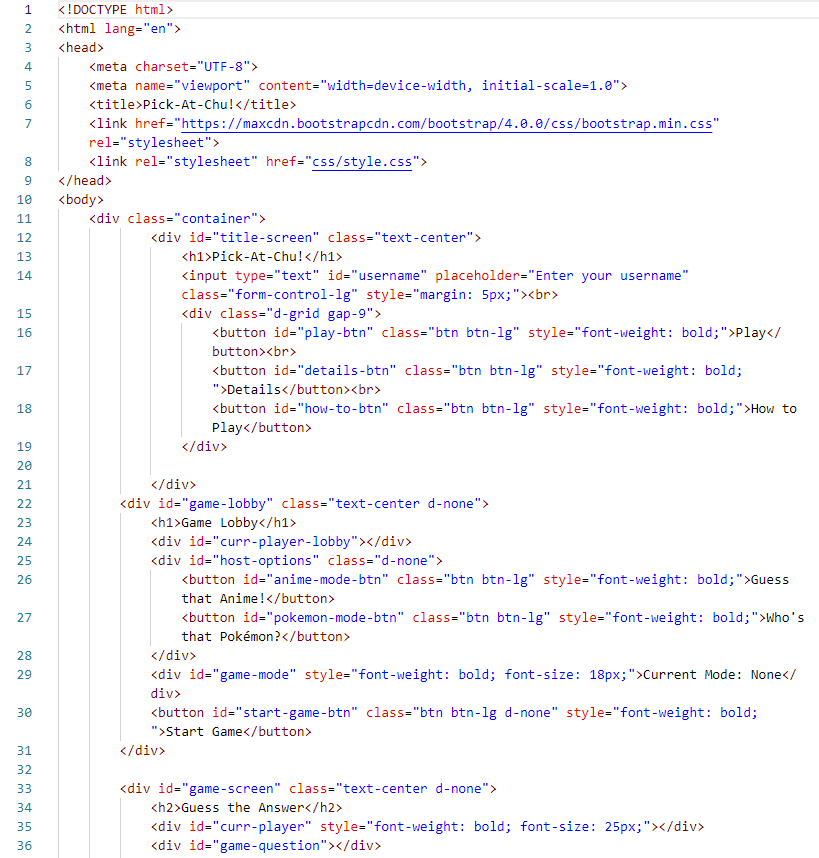 1 <!DOCTYPE html>
2 <html lang="en">
3 <head>
4 <meta charset="UTF-8">
5 <meta name="viewport" content="width=device-width, initial-scale=1.0">
6 <title>Pick-At-Chu!</title>
7 <link href="https://maxcdn.bootstrapcdn.com/bootstrap/4.0.0/css/bootstrap.min.css"
rel="stylesheet">
8 <link rel="stylesheet" href="css/style.css">
9 </head>
10 <body>
11 <div class="container">
12 <div id="title-screen" class="text-center">
13 <h1>Pick-At-Chu!</h1>
14 <input type="text" id="username" placeholder="Enter your username"
class="form-control-lg" style="margin: 5px;"><br>
15 <div class="d-grid gap-9">
16 <button id="play-btn" class="btn btn-lg" style="font-weight: bold;">Play</
button><br>
17 <button id="details-btn" class="btn btn-lg" style="font-weight: bold;
">Details</button><br>
18 <button id="how-to-btn" class="btn btn-lg" style="font-weight: bold;">How to
Play</button>
19 </div>
20
21 </div>
22 <div id="game-lobby" class="text-center d-none">
23 <h1>Game Lobby</h1>
24 <div id="curr-player-lobby"></div>
25 <div id="host-options" class="d-none">
26 <button id="anime-mode-btn" class="btn btn-lg" style="font-weight: bold;">Guess
that Anime!</button>
27 <button id="pokemon-mode-btn" class="btn btn-lg" style="font-weight: bold;">Who's
that Pokémon?</button>
28 </div>
29 <div id="game-mode" style="font-weight: bold; font-size: 18px;">Current Mode: None</
div>
30 <button id="start-game-btn" class="btn btn-lg d-none" style="font-weight: bold;
">Start Game</button>
31 </div>
32
33 <div id="game-screen" class="text-center d-none">
34 <h2>Guess the Answer</h2>
35 <div id="curr-player" style="font-weight: bold; font-size: 25px;"></div>
36 <div id="game-question"></div>